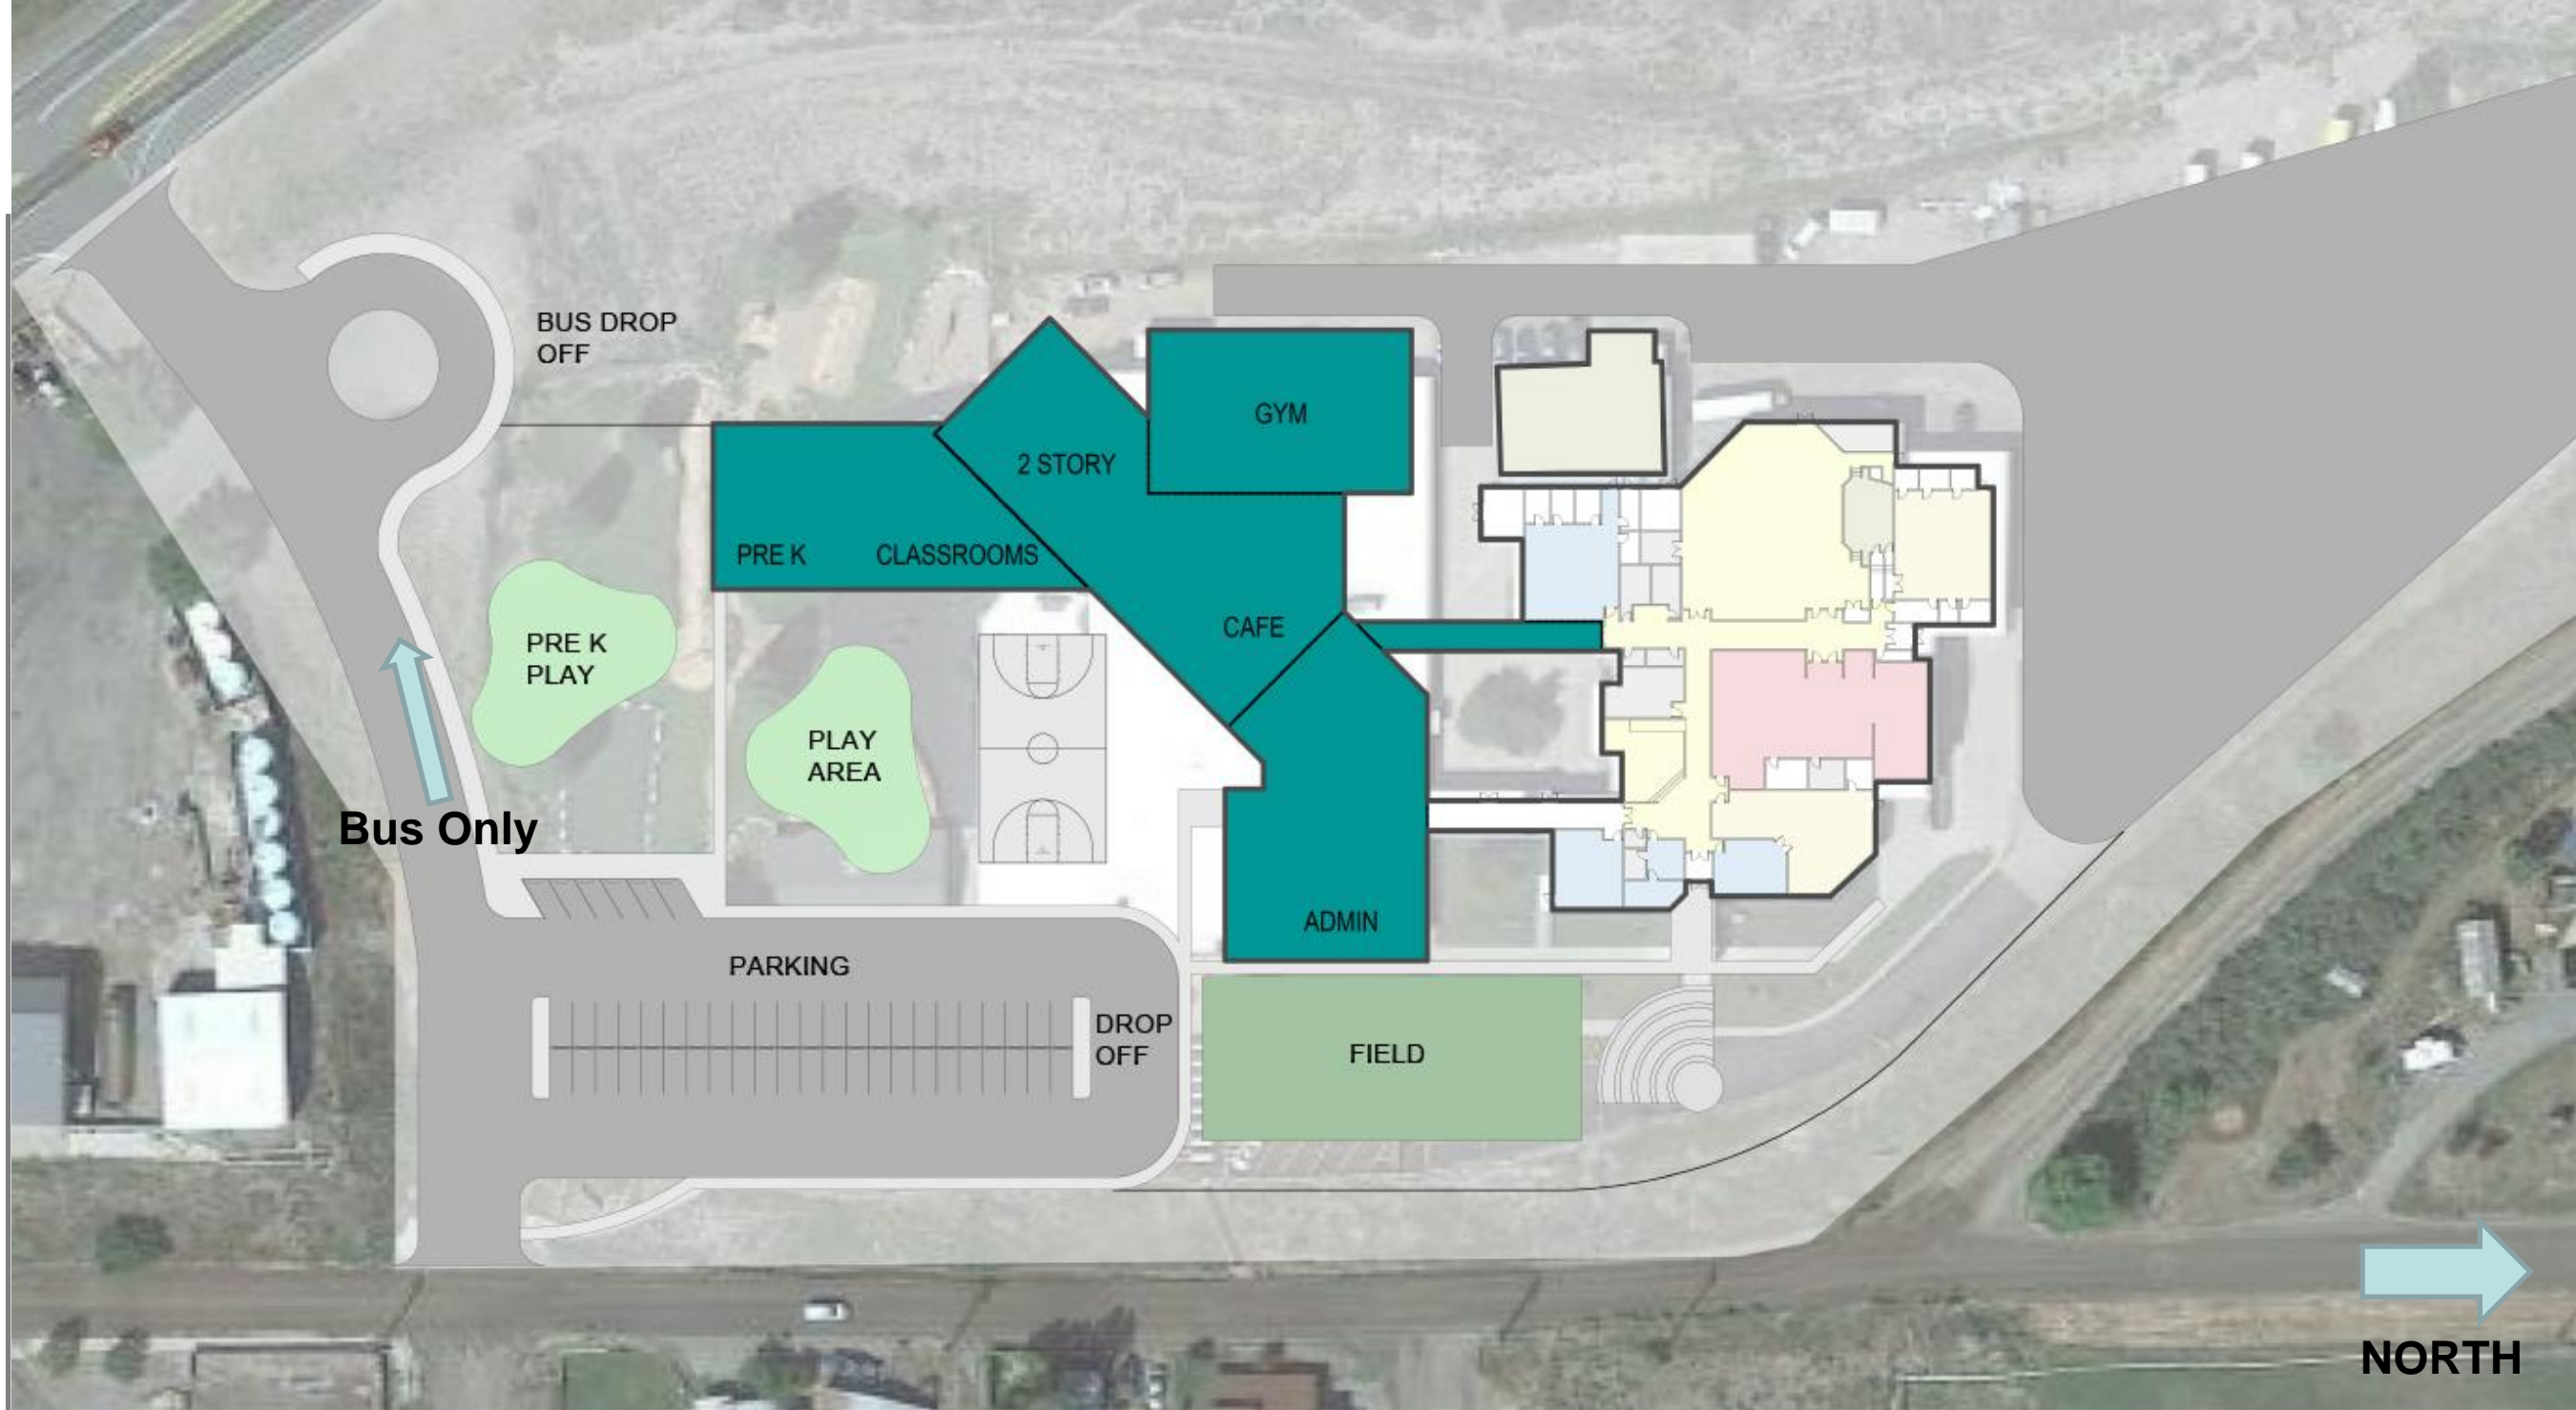 BUS DROP
OFF
GYM
2 STORY
PRE K
CLASSROOMS
CAFE
PRE K
PLAY
PLAY
AREA
Bus Only
ADMIN
PARKING
DROP
OFF
FIELD
NORTH